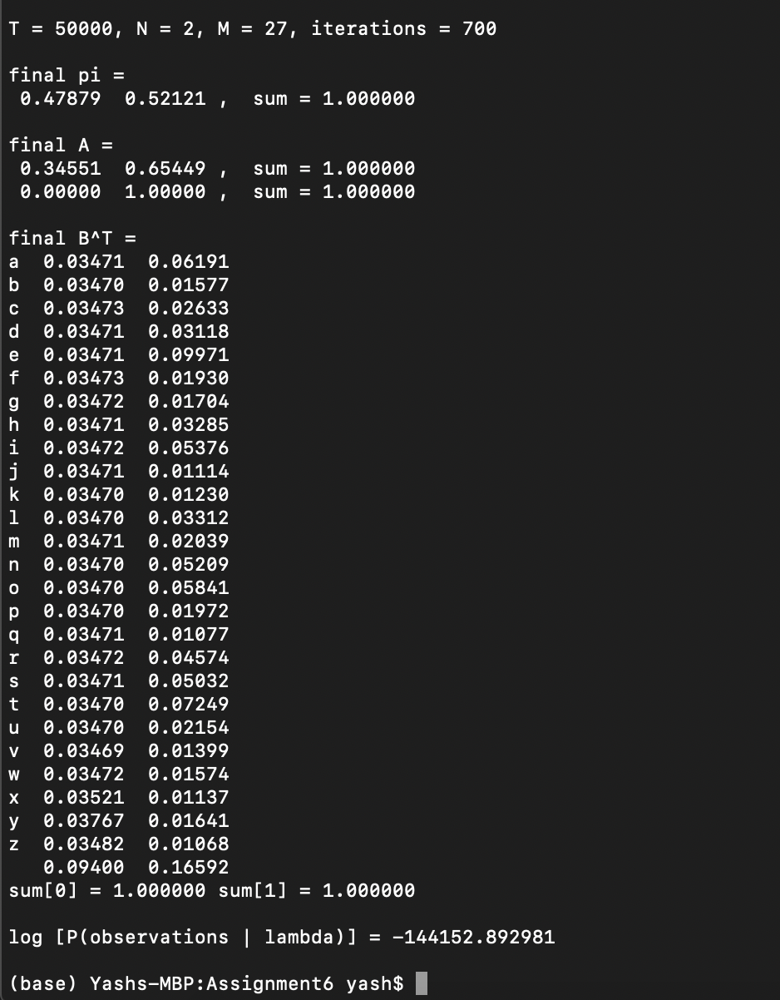 T = 50000, N = 2, M = 27, iterations = 700
final pi =
0.47879 0.52121 , sum = 1.000000
final A =
0.34551 0.65449 , sum = 1.000000
0.00000 1.00000 , sum = 1.000000
final B^T =
a 0.03471 0.06191
b 0.03470 0.01577
c 0.03473 0.02633
d 0.03471 0.03118
e 0.03471 0.09971
f 0.03473 0.01930
g 0.03472 0.01704
h 0.03471 0.03285
i 0.03472 0.05376
j 0.03471 0.01114
k 0.03470 0.01230
l 0.03470 0.03312
m 0.03471 0.02039
n 0.03470 0.05209
o 0.03470 0.05841
p 0.03470 0.01972
q 0.03471 0.01077
r 0.03472 0.04574
s 0.03471 0.05032
t 0.03470 0.07249
u 0.03470 0.02154
v 0.03469 0.01399
w 0.03472 0.01574
x 0.03521 0.01137
y 0.03767 0.01641
z 0.03482 0.01068
0.09400 0.16592
sum[0] = 1.000000 sum[1] = 1.000000
log [P(observations | lambda)] = -144152.892981
(base) Yashs-MBP:Assignment6 yash$